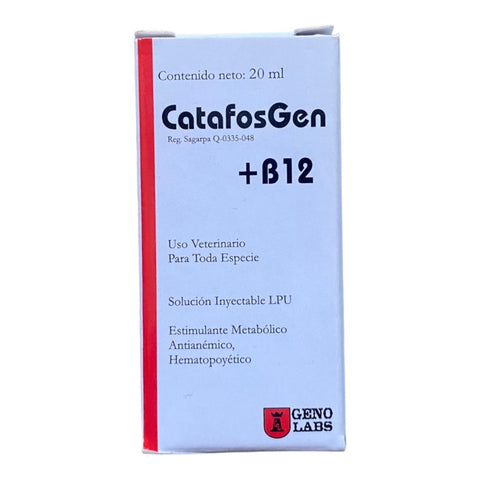 Contenido neto: 20 ml
CatafosGen
Reg. Sagarpa Q-0335-048
+B12
Uso Veterinario
Para Toda Especie
Solución Inyectable LPU
Estimulante Metabólico
Antianémico,
Hematopoyético
GENO
LABS